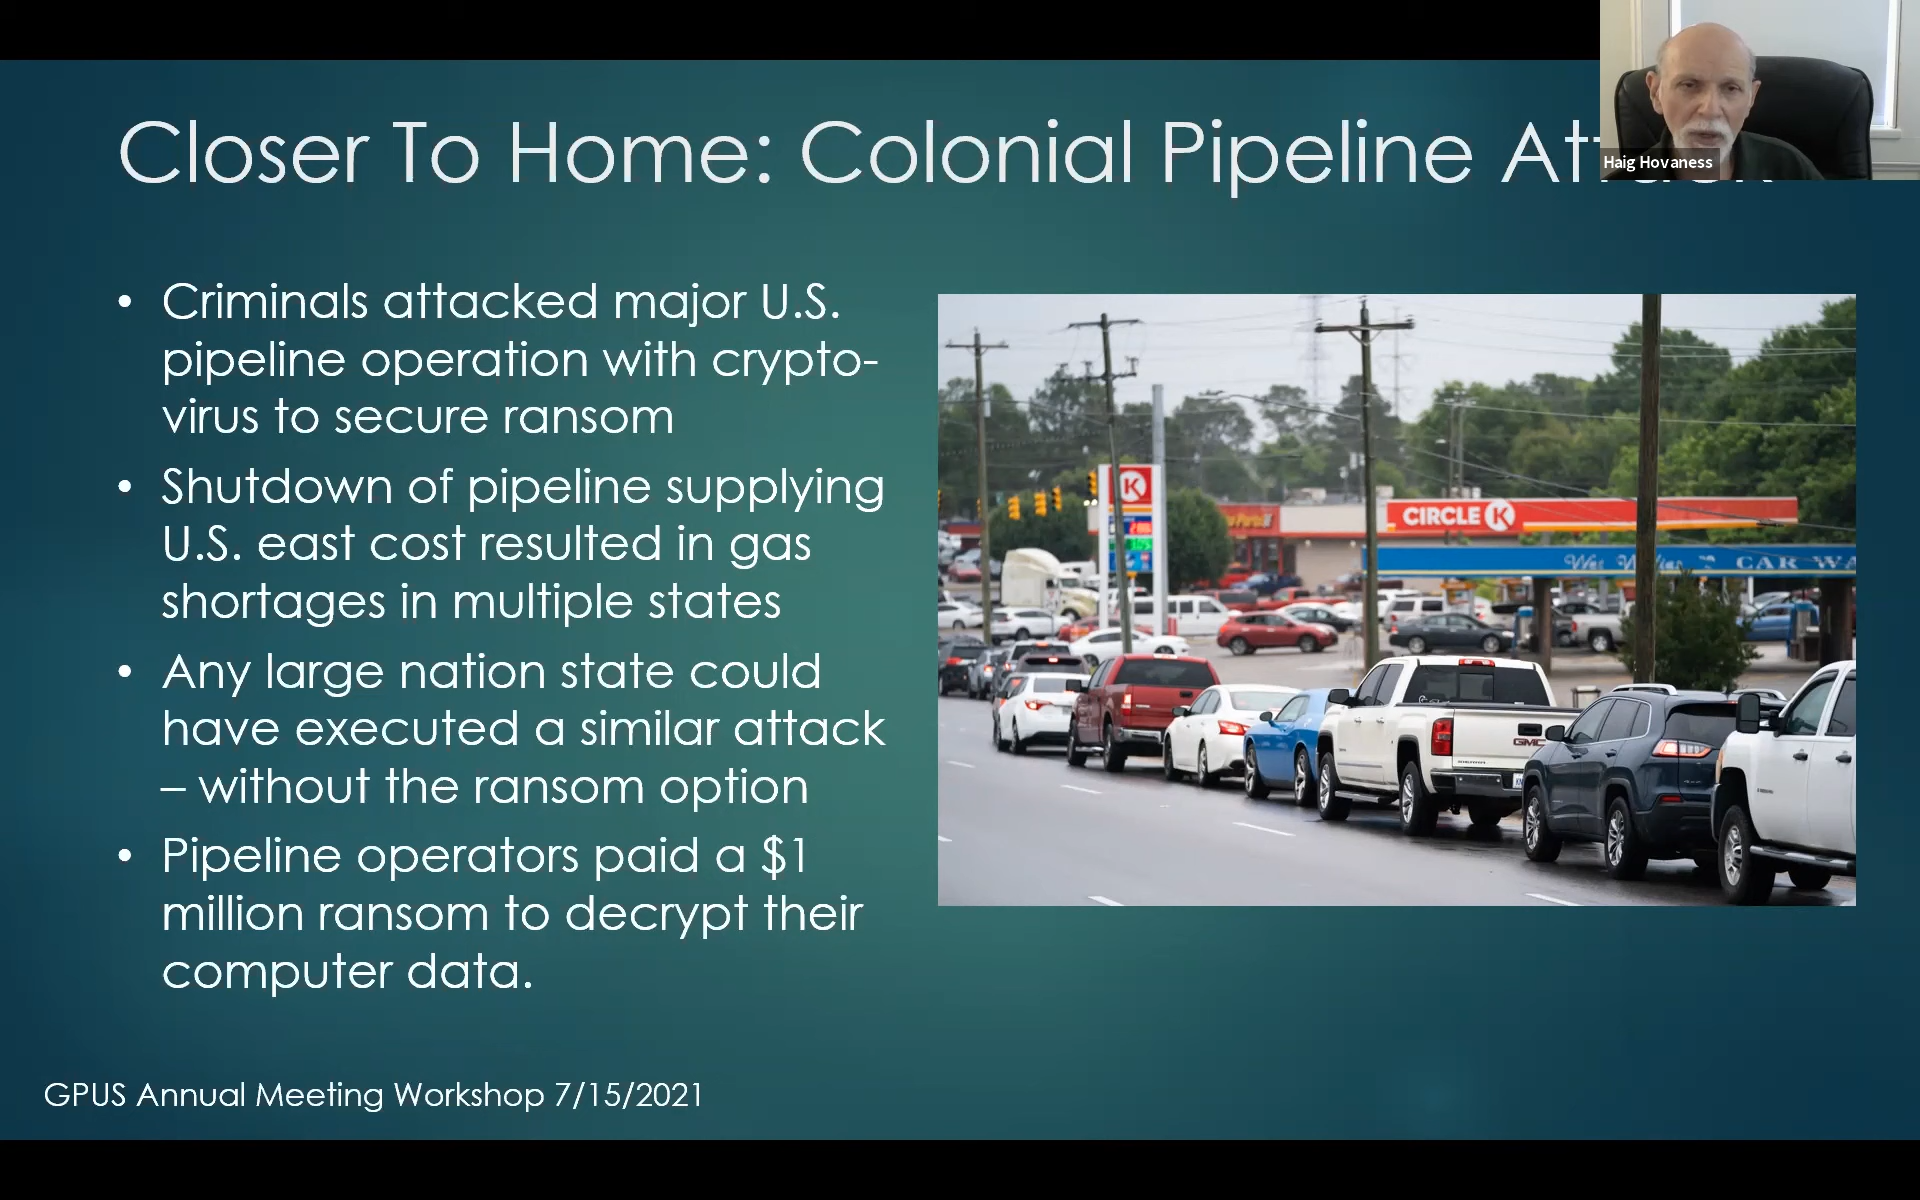 Closer To Home: Colonial Pipeline
Haig Hovaness
• Criminals attacked major U.S.
pipeline operation with crypto-
virus to secure ransom
• Shutdown of pipeline supplying
U.S. east cost resulted in gas
shortages in multiple states
• Any large nation state could
have executed a similar attack
– without the ransom option
• Pipeline operators paid a $1
million ransom to decrypt their
computer data.
K
CIRCLE K
CAR WA
GMC
GPUS Annual Meeting Workshop 7/15/2021